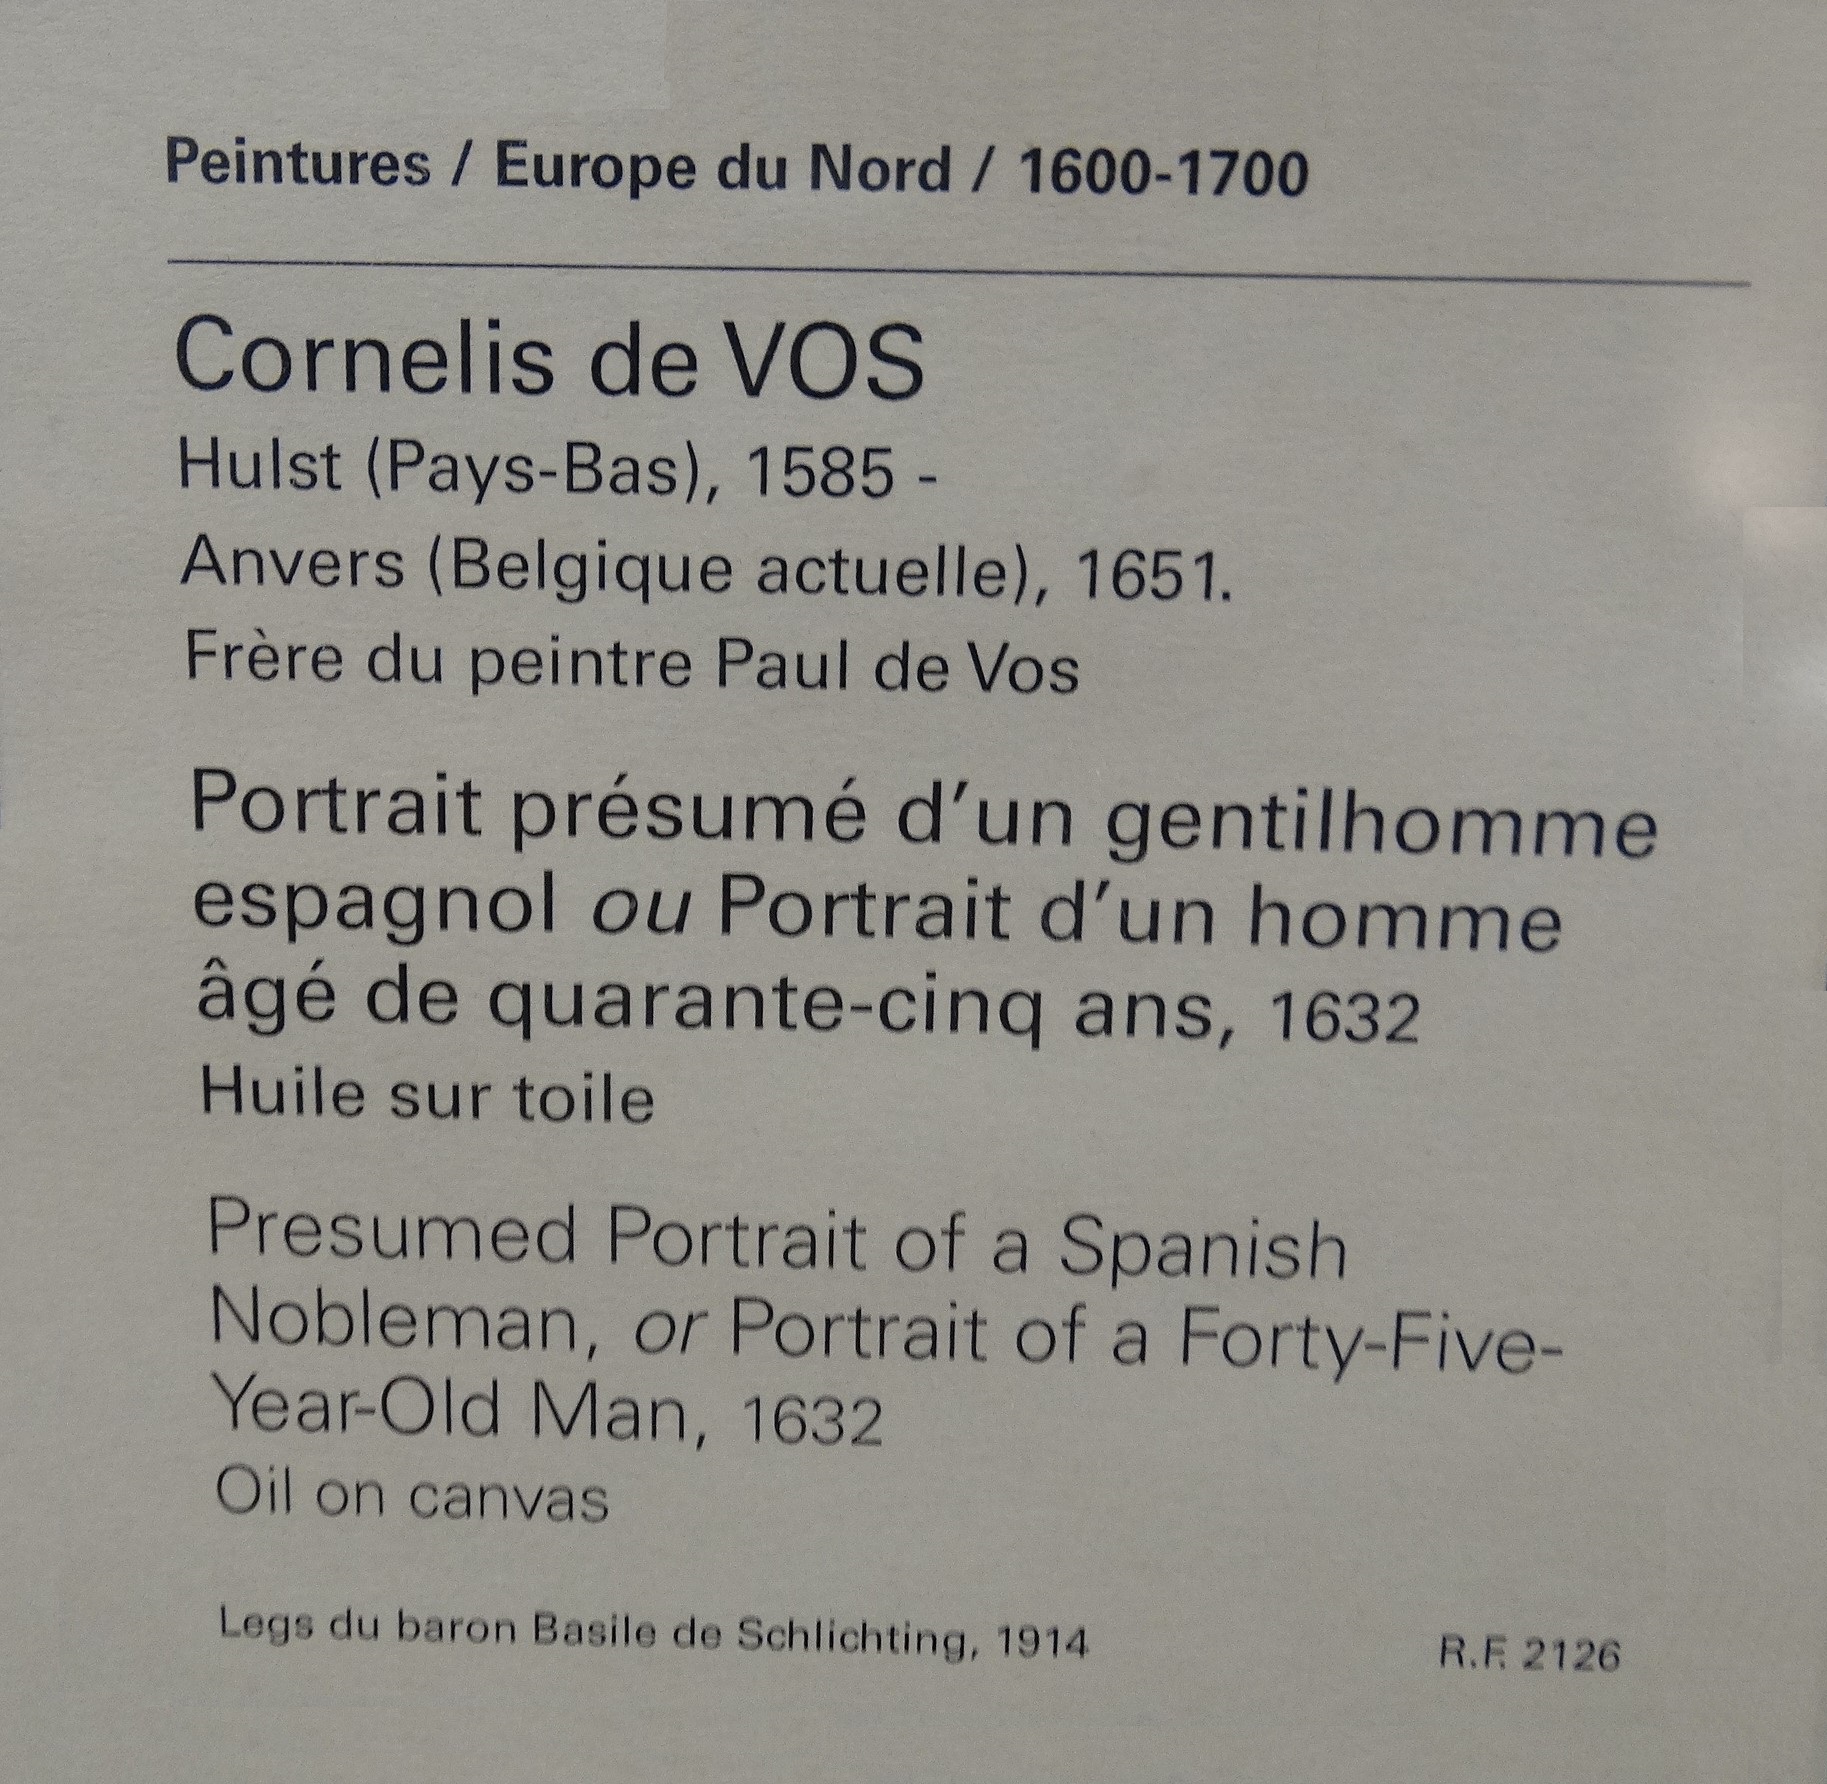 Peintures / Europe du Nord / 1600-1700
Cornelis de VOS
Hulst (Pays-Bas), 1585 -
Anvers (Belgique actuelle), 1651.
Frère du peintre Paul de Vos
Portrait présumé d'un gentilhomme
espagnol ou Portrait d'un homme
âgé de quarante-cinq ans, 1632
Huile sur toile
Presumed Portrait of a Spanish
Nobleman, or Portrait of a Forty-Five-
Year-Old Man, 1632
Oil on canvas
Legs du baron Basile de Schlichting, 1914
R.F. 2126